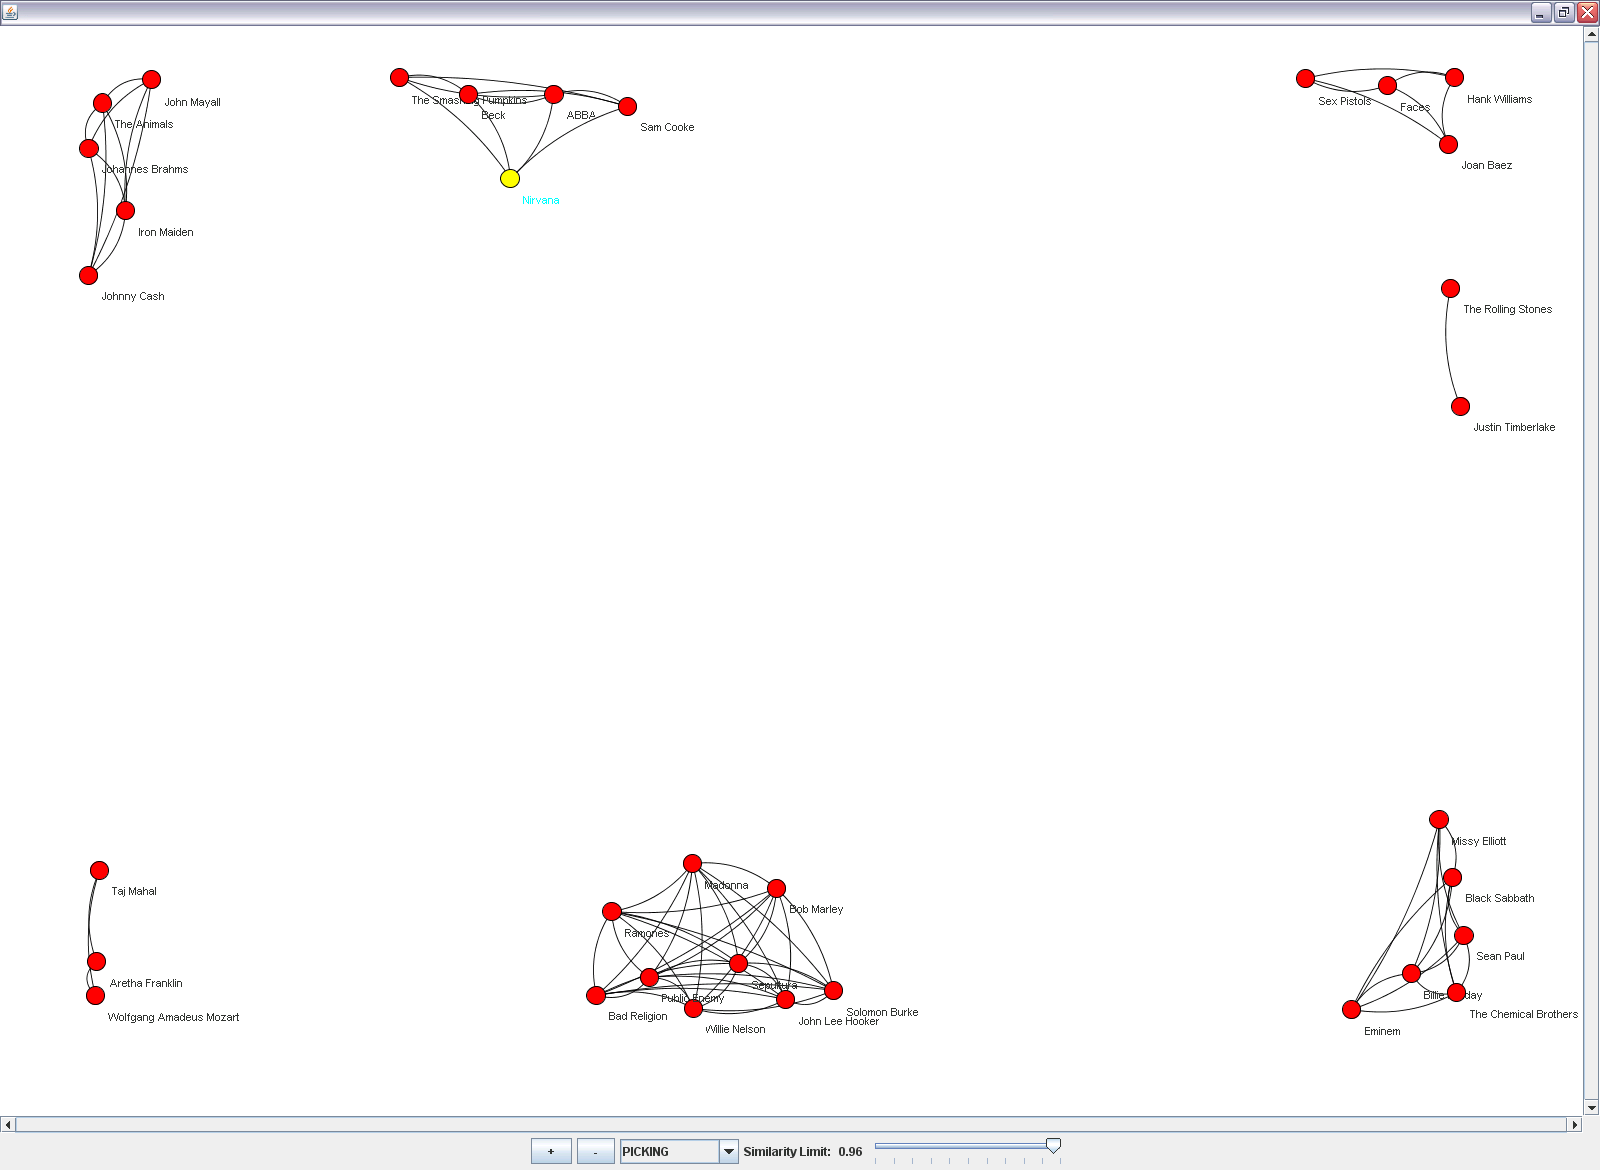 John Mayall
The Animals
Johannes Brahms
Iron Maiden
Johnny Cash
The Smashing Pumpkins
Beck
ABBA
Sam Cooke
Nirvana
Sex Pistols
Faces
Hank Williams
Joan Baez
The Rolling Stones
Justin Timberlake
Taj Mahal
Aretha Franklin
Wolfgang Amadeus Mozart
Madonna
Bob Marley
Ramones
Sepultura
Public Enemy
Bad Religion
Willie Nelson
John Lee Hooker
Solomon Burke
Missy Elliott
Black Sabbath
Sean Paul
Billie Holiday
The Chemical Brothers
Eminem
+ - PICKING Similarity Limit: 0.96